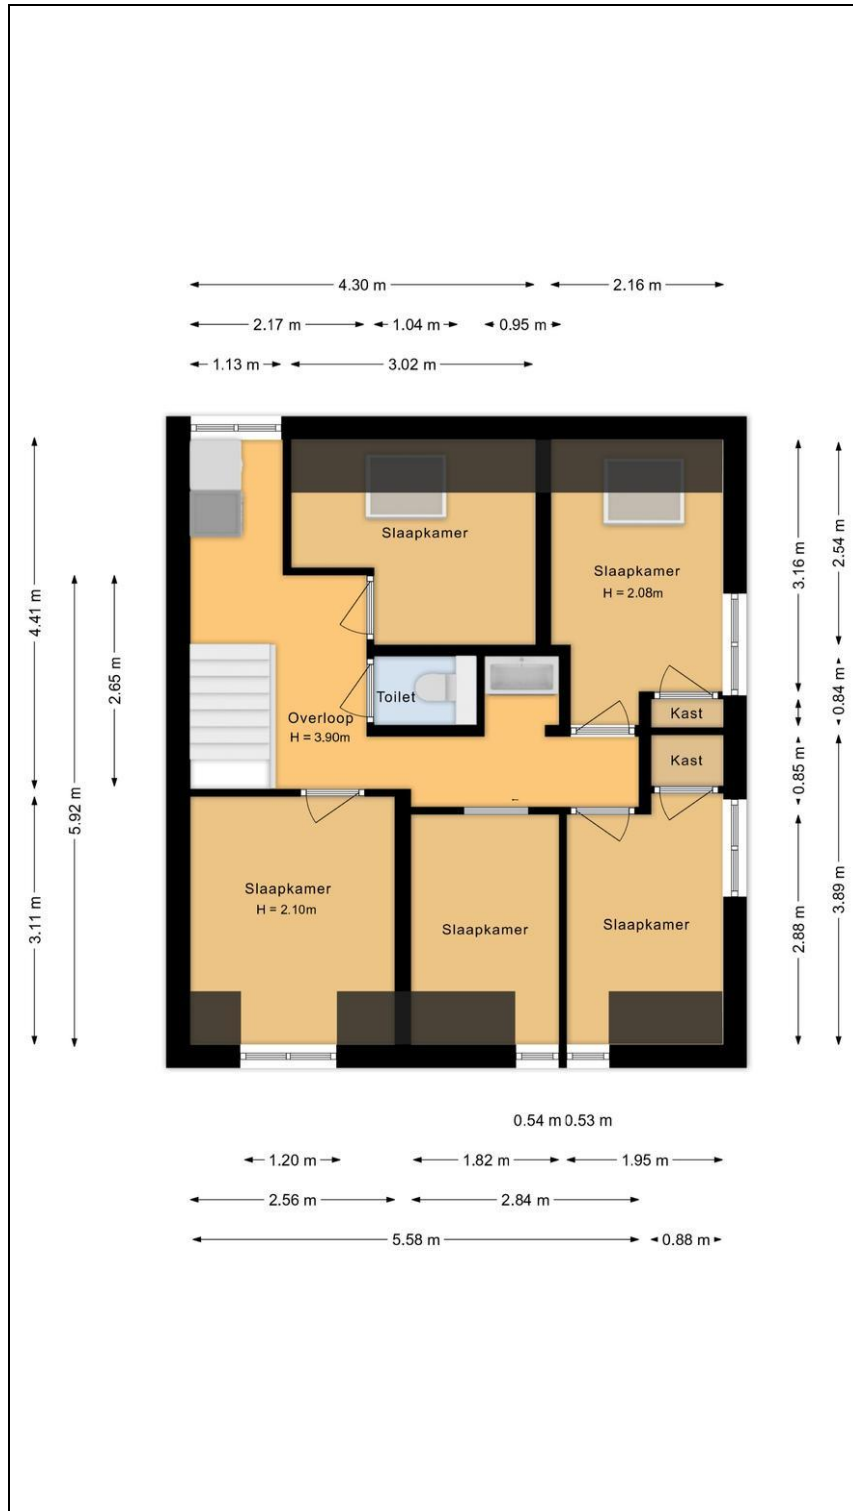 4.30 m
2.16 m
2.17 m
1.04 m
0.95 m
1.13 m
3.02 m
4.41 m
5.92 m
2.65 m
3.11 m
Slaapkamer
Slaapkamer
H = 2.08m
3.16 m
2.54 m
Toilet
Overloop
H = 3.90m
Kast
0.84 m
Kast
0.85 m
Slaapkamer
H = 2.10m
Slaapkamer
Slaapkamer
2.88 m
3.89 m
0.54 m 0.53 m
1.20 m
1.82 m
1.95 m
2.56 m
2.84 m
5.58 m
0.88 m